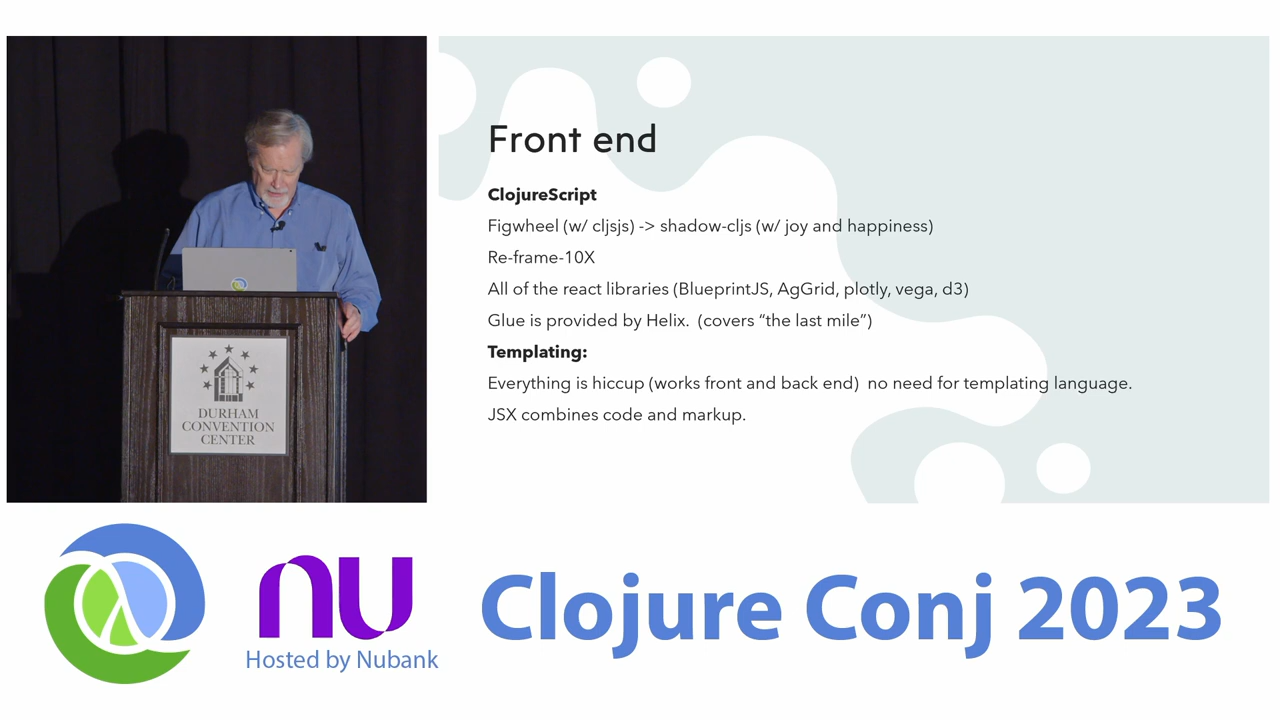 Front end
ClojureScript
Figwheel (w/ cljsjs) -> shadow-cljs (w/ joy and happiness)
Re-frame-10X
All of the react libraries (BlueprintJS, AgGrid, plotly, vega, d3)
Glue is provided by Helix.  (covers “the last mile”)
Templating:
Everything is hiccup (works front and back end)  no need for templating language.
JSX combines code and markup.
DURHAM
CONVENTION
CENTER
nu
Hosted by Nubank
Clojure Conj 2023